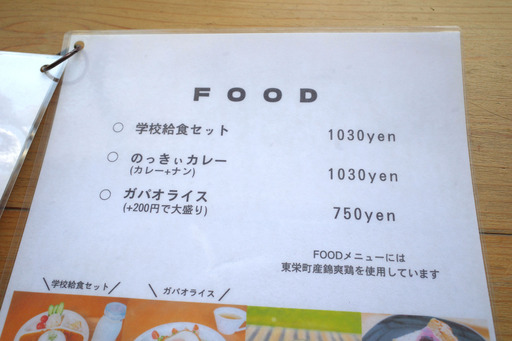 FOOD
○ 学校給食セット 1030yen
○ のっきぃカレー 1030yen
(カレー+ナン)
○ ガパオライス 750yen
(+200円で大盛り)
FOODメニューには
東栄町産錦爽鶏を使用しています
\学校給食セット/
\ガパオライス/